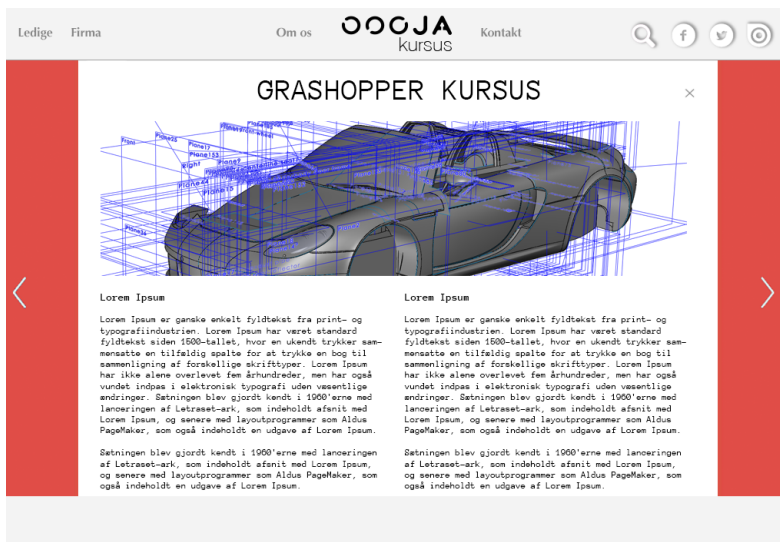 Ledige Firma Om os OOOJA Kontakt
kursus
GRASHOPPER KURSUS
Front
Plane25
Plane17
Plane153
Right
Plane9
Plane44
Plane15
Plane36
Lorem Ipsum
Lorem Ipsum er ganske enkelt fyldtekst fra print- og
typografiindustrien. Lorem Ipsum har været standard
fyldtekst siden 1500-tallet, hvor en ukendt trykker sam-
mensatte en tilfældig spalte for at trykke en bog til
sammenligning af forskellige skrifttyper. Lorem Ipsum
har ikke alene overlevet fem århundreder, men har også
vundet indpas i elektronisk typografi uden væsentlige
ændringer. Sætningen blev gjordt kendt i 1960'erne med
lanceringen af Letraset-ark, som indeholdt afsnit med
Lorem Ipsum, og senere med layoutprogrammer som Aldus
PageMaker, som også indeholdt en udgave af Lorem Ipsum.
Sætningen blev gjordt kendt i 1960'erne med lanceringen
af Letraset-ark, som indeholdt afsnit med Lorem Ipsum,
og senere med layoutprogrammer som Aldus PageMaker, som
også indeholdt en udgave af Lorem Ipsum.
Lorem Ipsum
Lorem Ipsum er ganske enkelt fyldtekst fra print- og
typografiindustrien. Lorem Ipsum har været standard
fyldtekst siden 1500-tallet, hvor en ukendt trykker sam-
mensatte en tilfældig spalte for at trykke en bog til
sammenligning af forskellige skrifttyper. Lorem Ipsum
har ikke alene overlevet fem århundreder, men har også
vundet indpas i elektronisk typografi uden væsentlige
ændringer. Sætningen blev gjordt kendt i 1960'erne med
lanceringen af Letraset-ark, som indeholdt afsnit med
Lorem Ipsum, og senere med layoutprogrammer som Aldus
PageMaker, som også indeholdt en udgave af Lorem Ipsum.
Sætningen blev gjordt kendt i 1960'erne med lanceringen
af Letraset-ark, som indeholdt afsnit med Lorem Ipsum,
og senere med layoutprogrammer som Aldus PageMaker, som
også indeholdt en udgave af Lorem Ipsum.